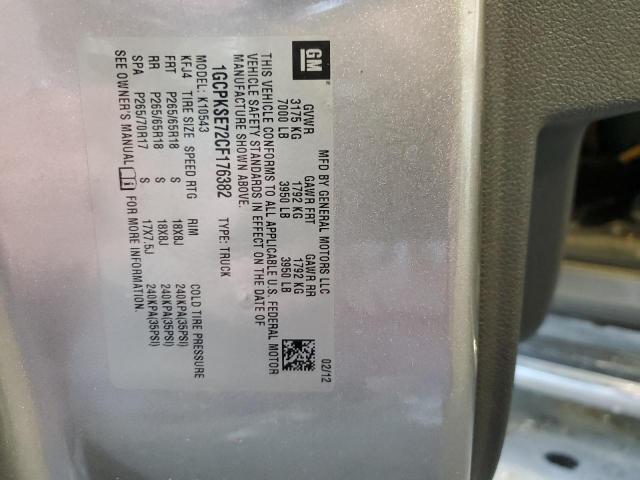 GM
MFD BY GENERAL MOTORS LLC 02/12
GVWR GAWR FRT GAWR RR
3175 KG 1792 KG 1792 KG
7000 LB 3950 LB 3950 LB
THIS VEHICLE CONFORMS TO ALL APPLICABLE U.S. FEDERAL MOTOR
VEHICLE SAFETY STANDARDS IN EFFECT ON THE DATE OF
MANUFACTURE SHOWN ABOVE.
1GCPKSE72CF176382 TYPE: TRUCK
MODEL: K10543
KFJ4 TIRE SIZE SPEED RTG RIM COLD TIRE PRESSURE
FRT P265/65R18 S 18X8J 240KPA(35PSI)
RR P265/65R18 S 18X8J 240KPA(35PSI)
SPA P265/70R17 S 17X7.5J 240KPA(35PSI)
SEE OWNER'S MANUAL FOR MORE INFORMATION.